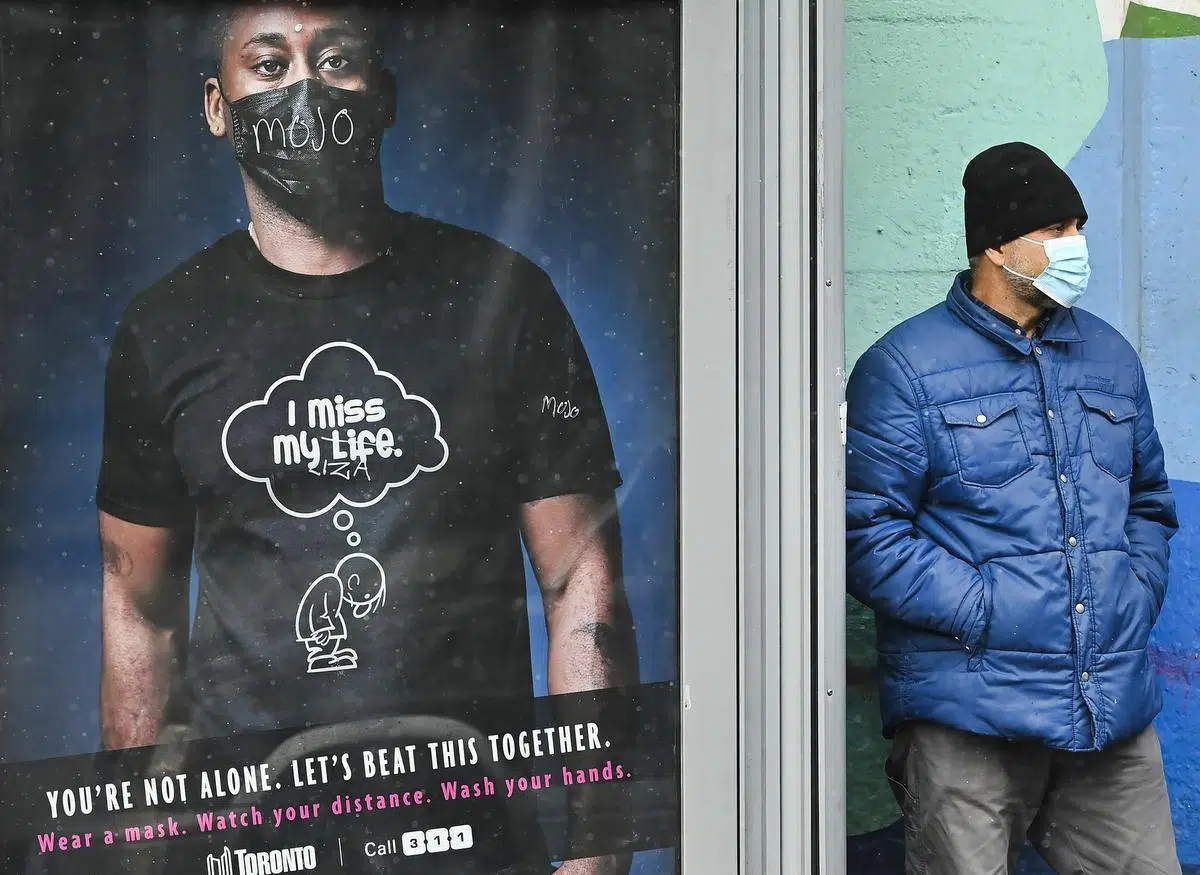 MOJO
I miss
my Life.
LIZA
MOJO
YOU'RE NOT ALONE. LET'S BEAT THIS TOGETHER.
Wear a mask. Watch your distance. Wash your hands.
TORONTO
Call 311